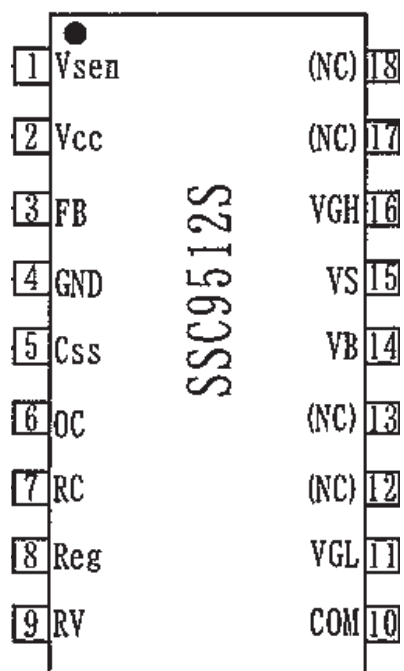 1 Vsen (NC) 18
2 Vcc (NC) 17
3 FB VGH 16
4 GND VS 15
5 Css VB 14
6 OC (NC) 13
7 RC (NC) 12
8 Reg VGL 11
9 RV COM 10
SSC9512S